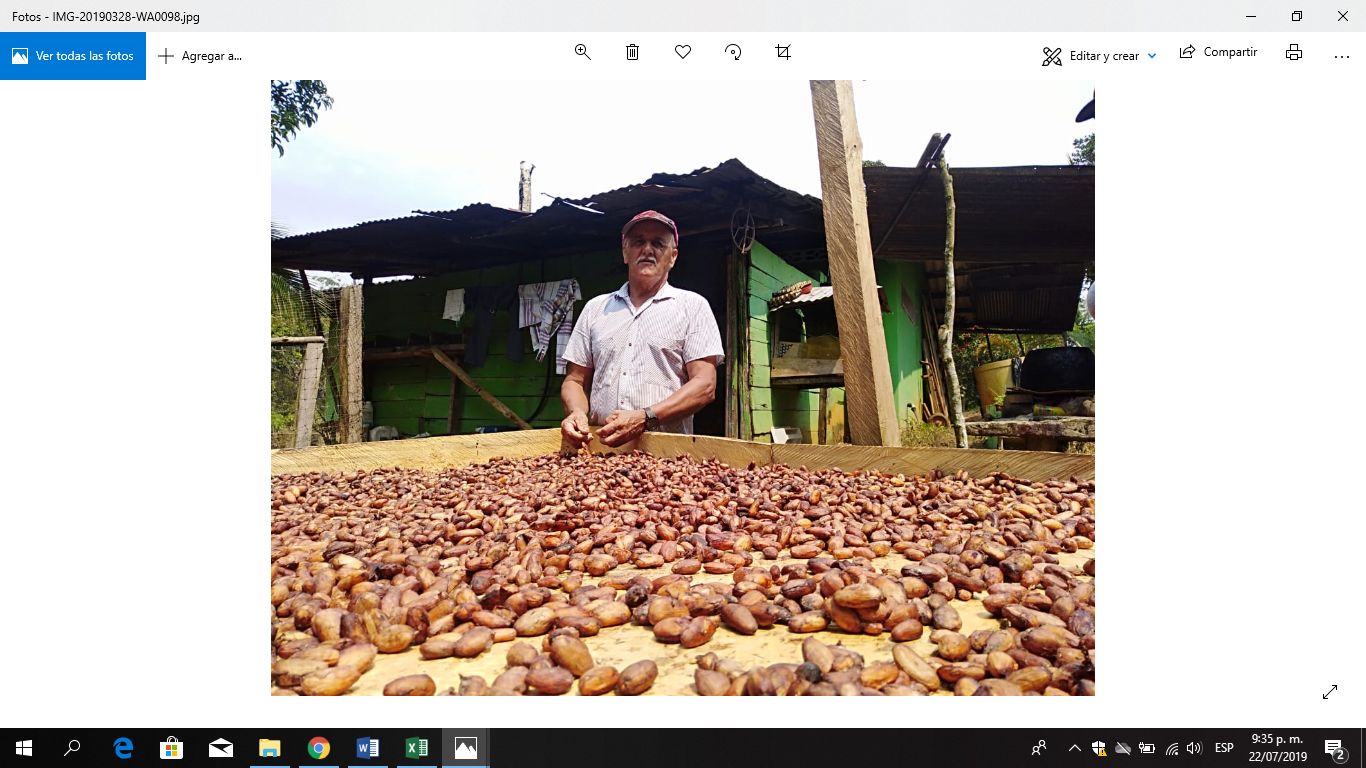 Fotos - IMG-20190328-WA0098.jpg
Ver todas las fotos
Agregar a...
Editar y crear
Compartir
ESP
9:35 p. m.
22/07/2019
2